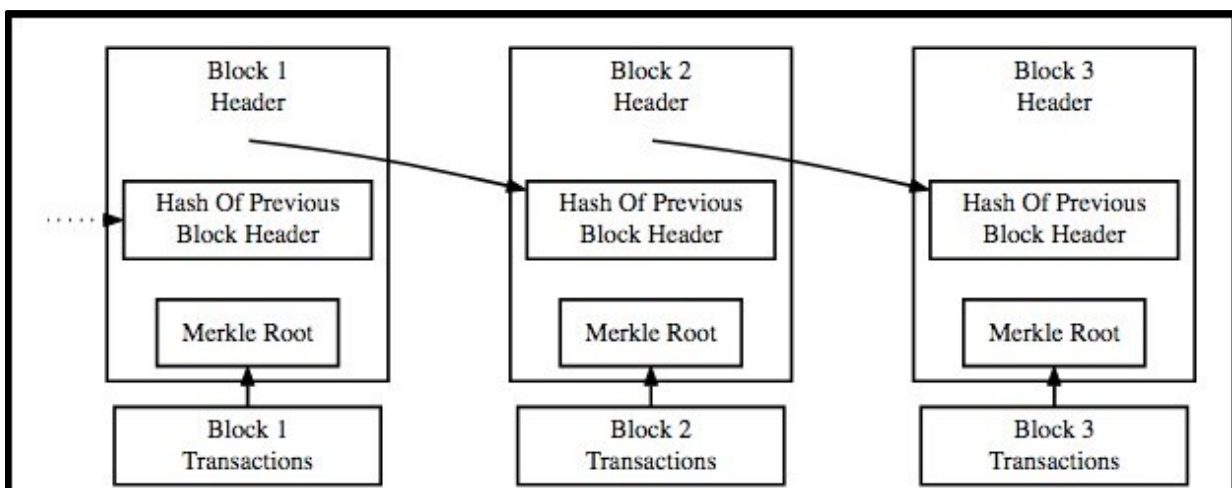 Block 1
Header
Hash Of Previous
Block Header
Merkle Root
Block 1
Transactions
Block 2
Header
Hash Of Previous
Block Header
Merkle Root
Block 2
Transactions
Block 3
Header
Hash Of Previous
Block Header
Merkle Root
Block 3
Transactions